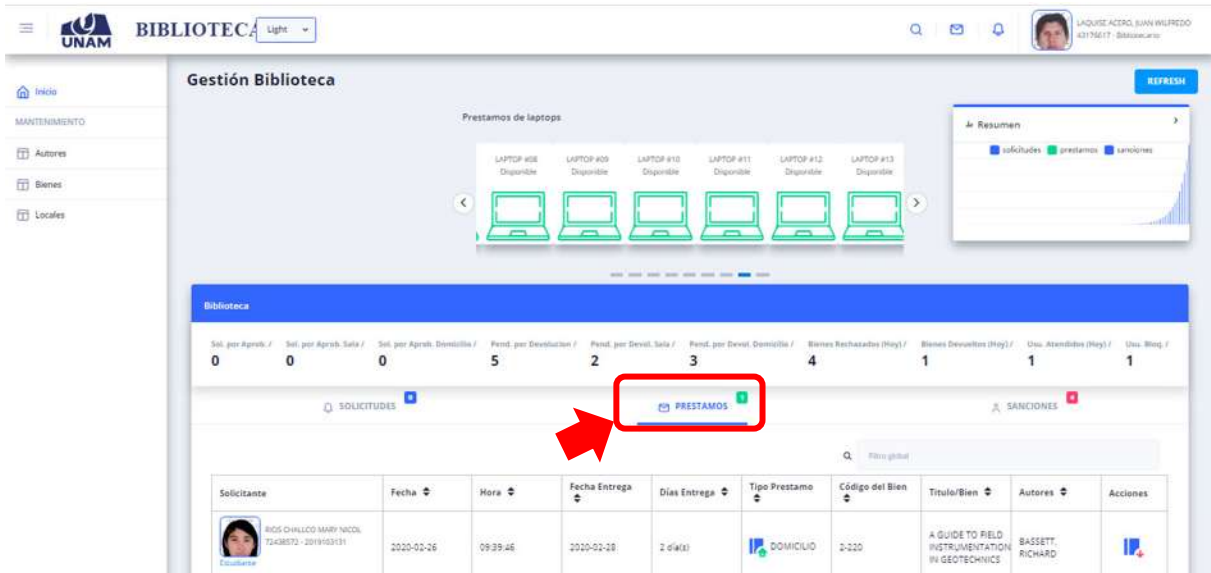 UNAM
BIBLIOTECA
Light
LAQUISE ACERO, JUAN WILFREDO
43176617 - Bibliotecario
Inicio
MANTENIMIENTO
Autores
Bienes
Locales
Gestión Biblioteca
REFRESH
Prestamos de laptops
LAPTOP #08
Disponible
LAPTOP #09
Disponible
LAPTOP #10
Disponible
LAPTOP #11
Disponible
LAPTOP #12
Disponible
LAPTOP #13
Disponible
Resumen
solicitudes prestamos sanciones
Biblioteca
Sol. por Aprob. /
0
Sol. por Aprob. Sala /
0
Sol. por Aprob. Domicilio /
0
Pend. por Devolucion /
5
Pend. por Devol. Sala /
2
Pend. por Devol. Domicilio /
3
Bienes Rechazados (Hoy) /
4
Bienes Devueltos (Hoy) /
1
Usu. Atendidos (Hoy) /
1
Usu. Bloq. /
1
SOLICITUDES
PRESTAMOS
SANCIONES
Filtro global
Solicitante
Fecha
Hora
Fecha Entrega
Días Entrega
Tipo Prestamo
Código del Bien
Titulo/Bien
Autores
Acciones
RIOS CHALLCO MARY NICOL
72438572 - 2019103131
Estudiante
2020-02-26
09:39:46
2020-02-28
2 día(s)
DOMICILIO
2-220
A GUIDE TO FIELD
INSTRUMENTATION
IN GEOTECHNICS
BASSETT,
RICHARD